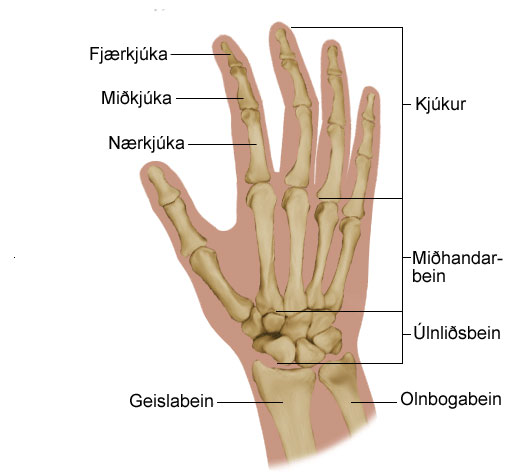 Fjærkjúka
Miðkjúka
Nærkjúka
Kjúkur
Miðhandar-
bein
Úlnliðsbein
Geislabein
Olnbogabein